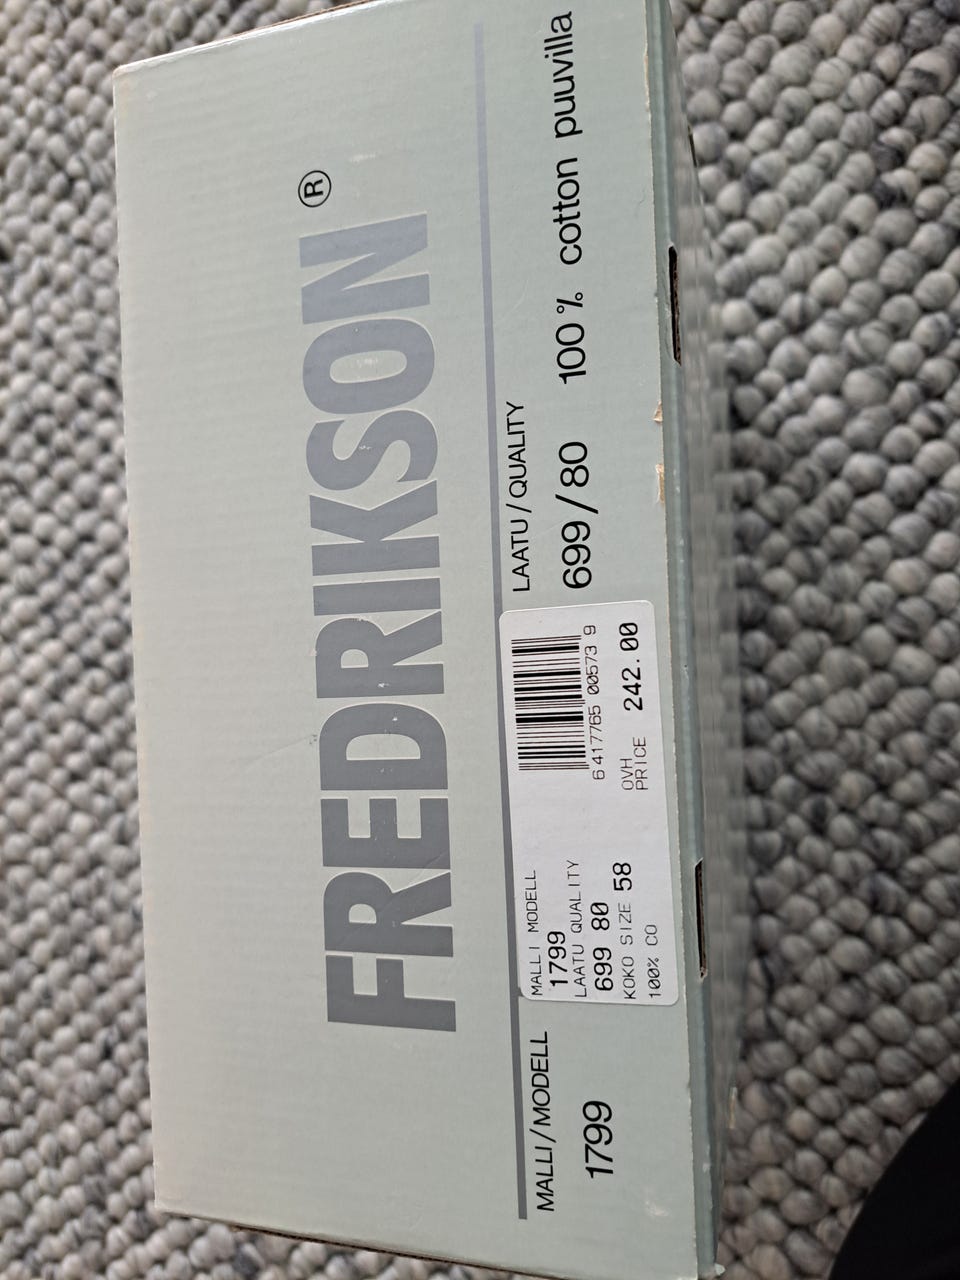 FREDRIKSON ®
MALLI/MODELL
1799
MALLI MODELL
1799
LAATU QUALITY
699 80
KOKO SIZE 58
100% CO
6 417765 00573 9
OVH
PRICE 242.00
LAATU/QUALITY
699/80 100% cotton puuvilla